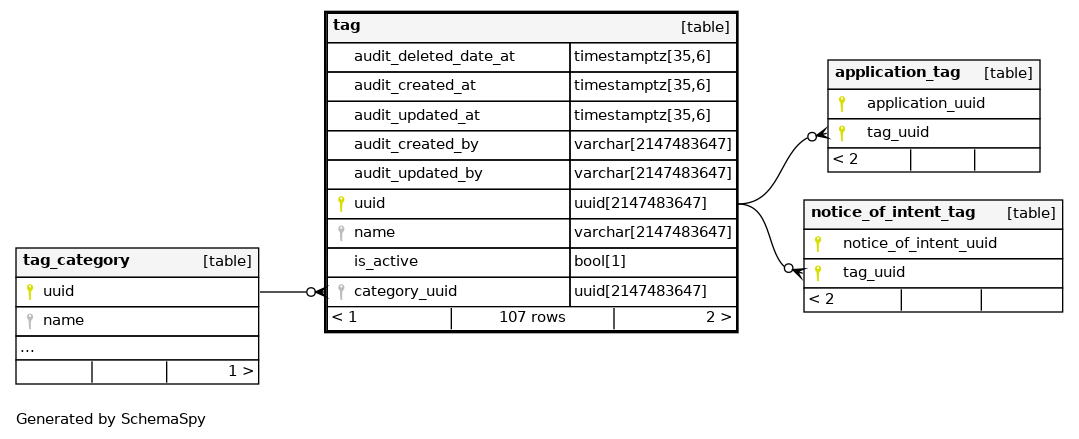 tag [table]
audit_deleted_date_at timestamptz[35,6]
audit_created_at timestamptz[35,6]
audit_updated_at timestamptz[35,6]
audit_created_by varchar[2147483647]
audit_updated_by varchar[2147483647]
uuid uuid[2147483647]
name varchar[2147483647]
is_active bool[1]
category_uuid uuid[2147483647]
< 1 107 rows 2 >
application_tag [table]
application_uuid
tag_uuid
< 2
notice_of_intent_tag [table]
notice_of_intent_uuid
tag_uuid
< 2
tag_category [table]
uuid
name
...
1 >
Generated by SchemaSpy